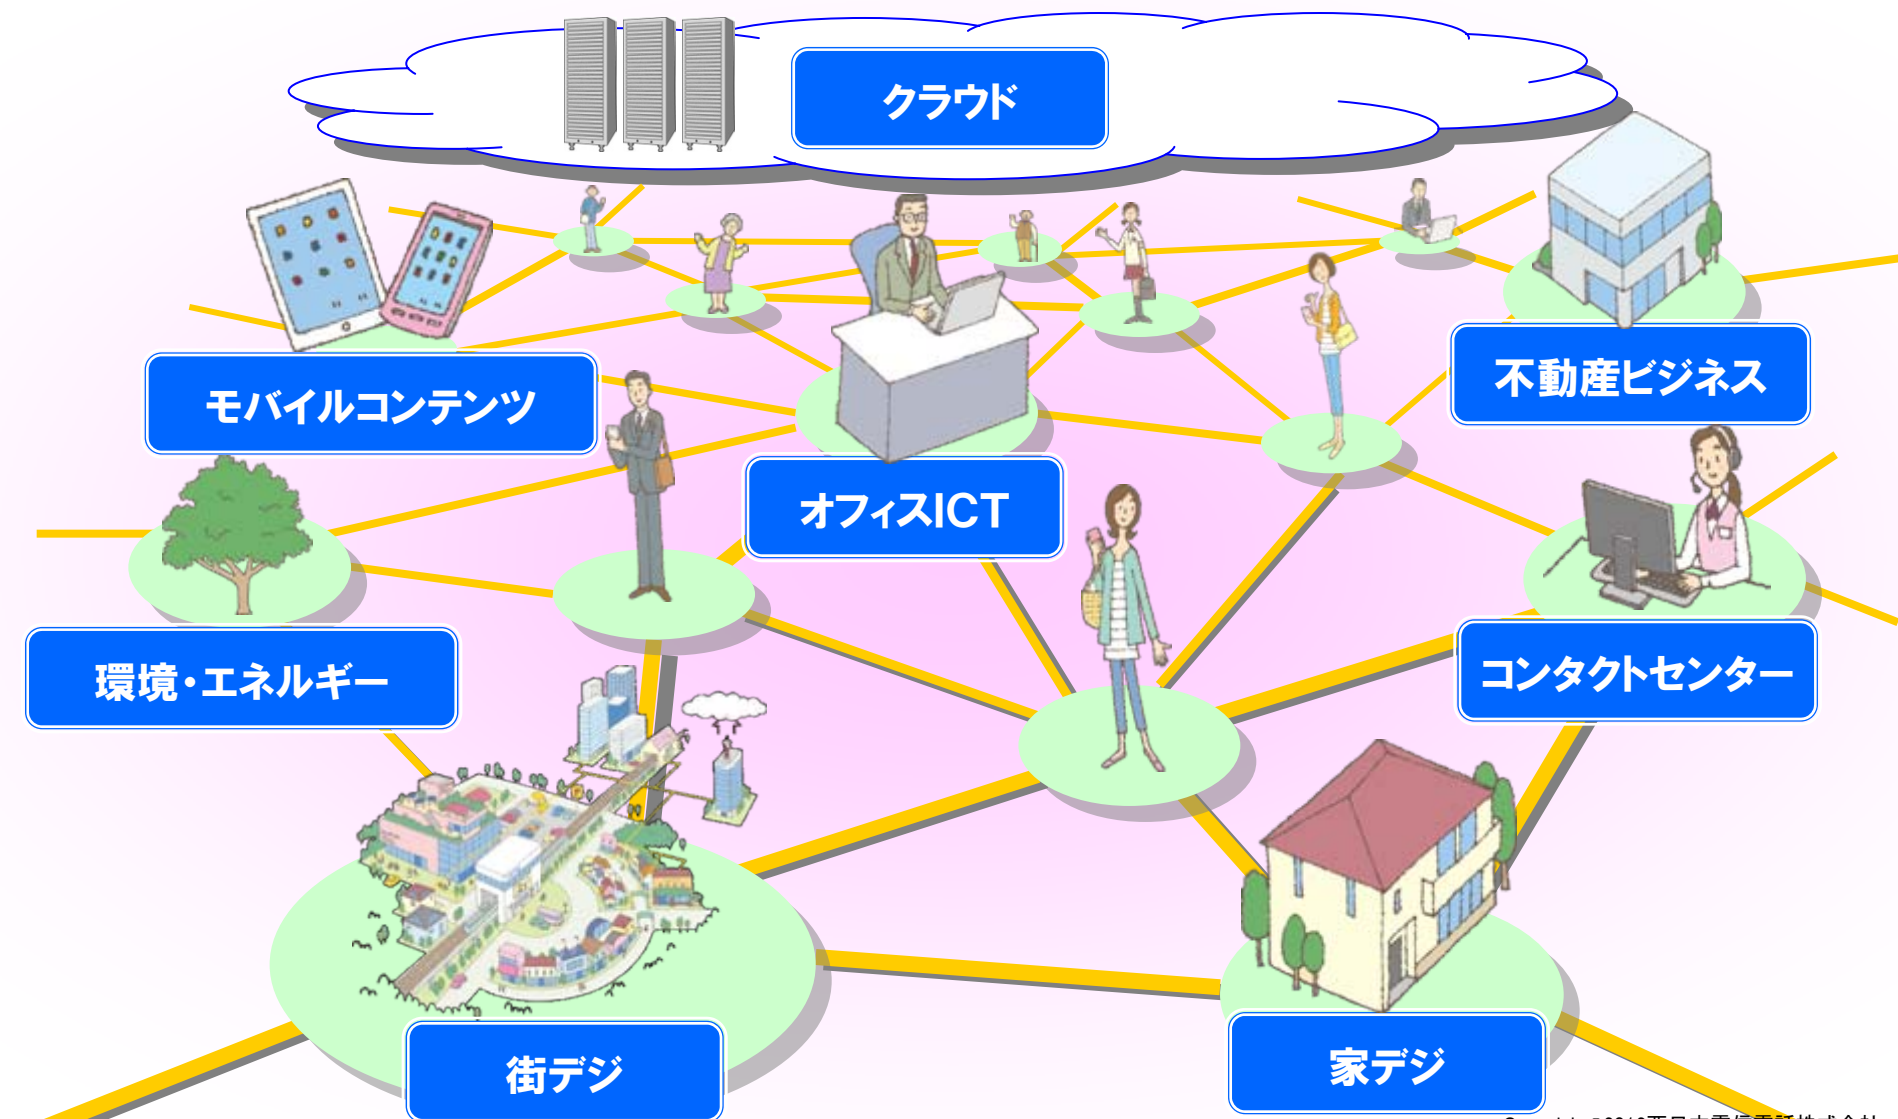 クラウド
モバイルコンテンツ
不動産ビジネス
オフィスICT
環境・エネルギー
コンタクトセンター
街デジ
家デジ